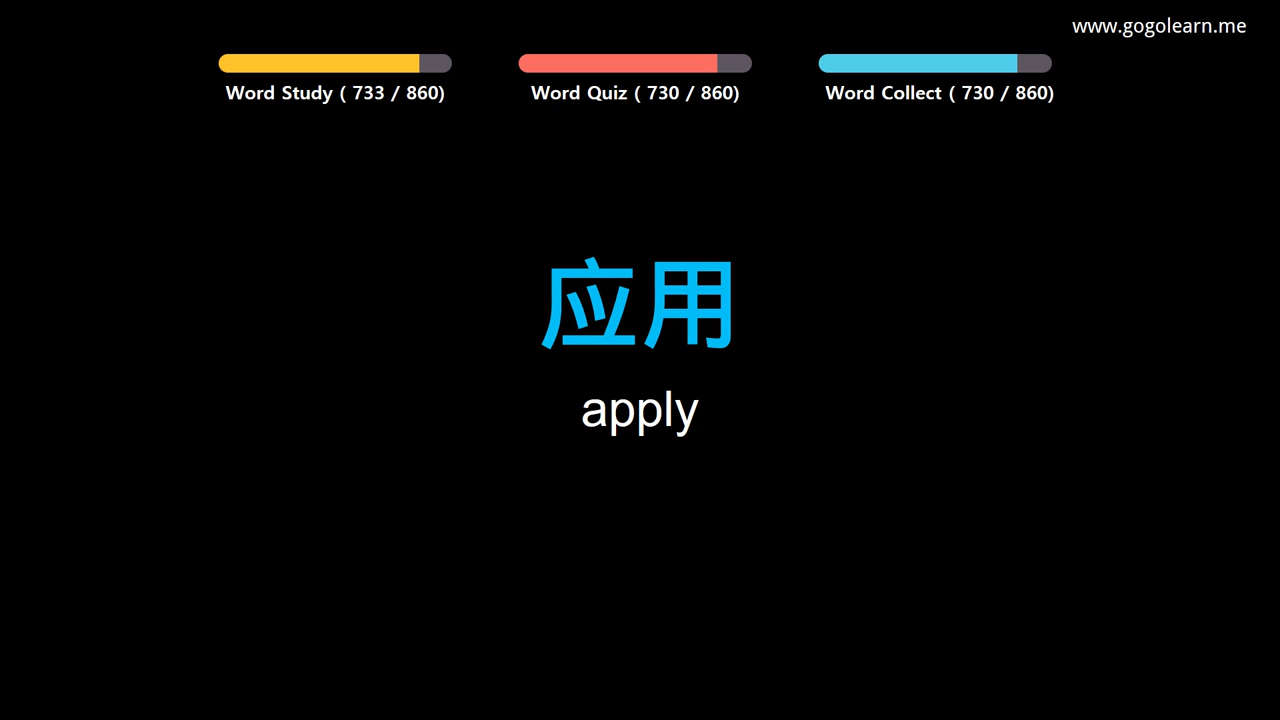 www.gogolearn.me
Word Study ( 733 / 860)
Word Quiz ( 730 / 860)
Word Collect ( 730 / 860)
应用
apply